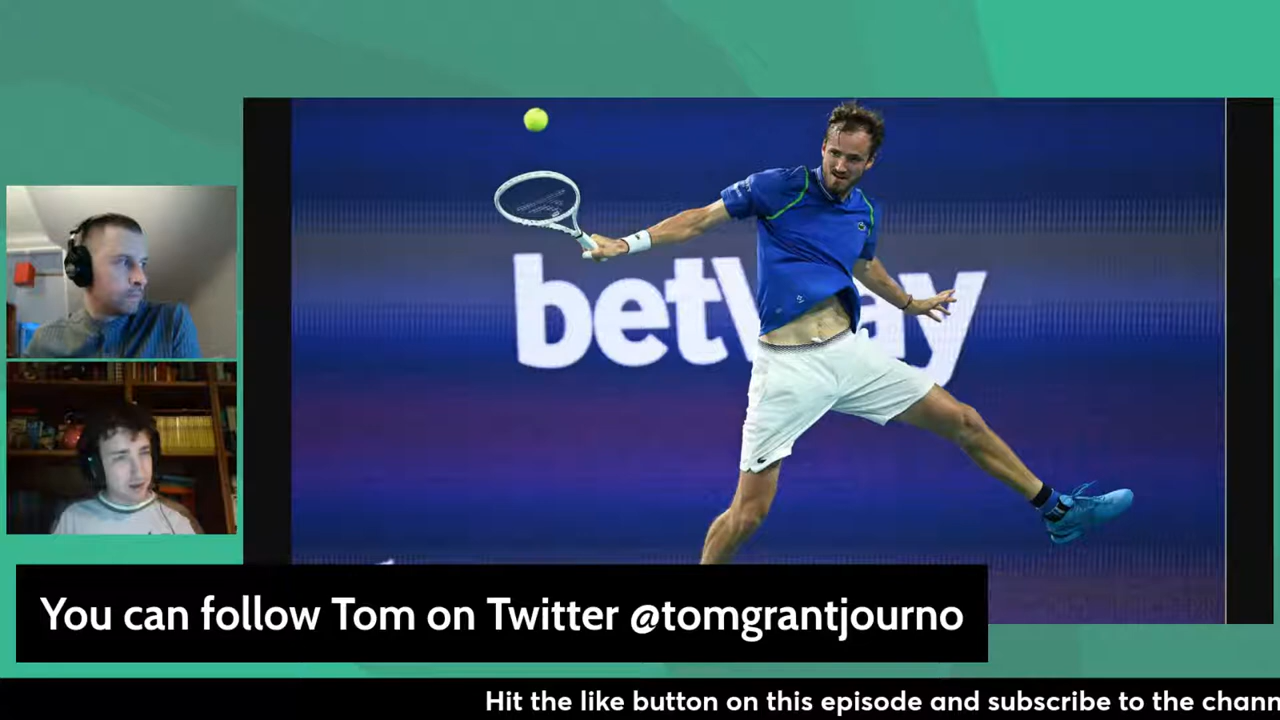 betway
You can follow Tom on Twitter @tomgrantjourno
Hit the like button on this episode and subscribe to the chann